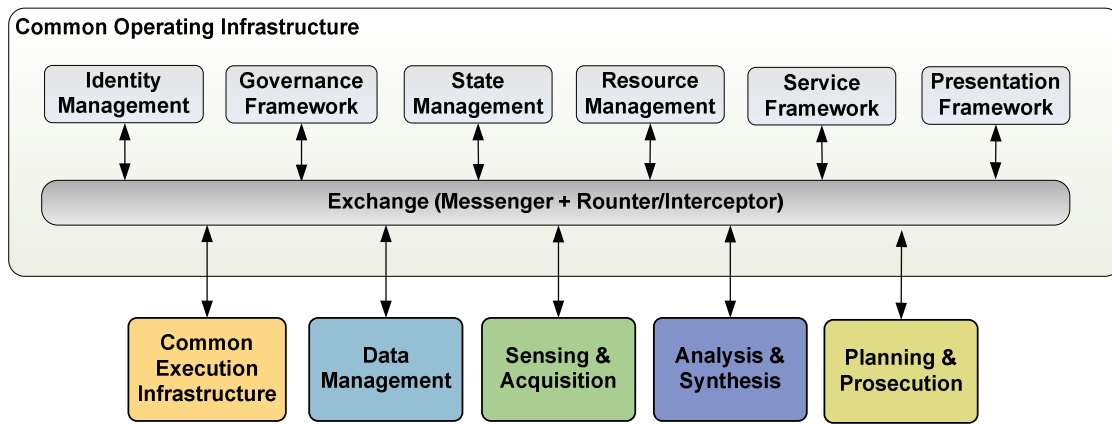 Common Operating Infrastructure
Identity
Management
Governance
Framework
State
Management
Resource
Management
Service
Framework
Presentation
Framework
Exchange (Messenger + Rounter/Interceptor)
Common
Execution
Infrastructure
Data
Management
Sensing &
Acquisition
Analysis &
Synthesis
Planning &
Prosecution